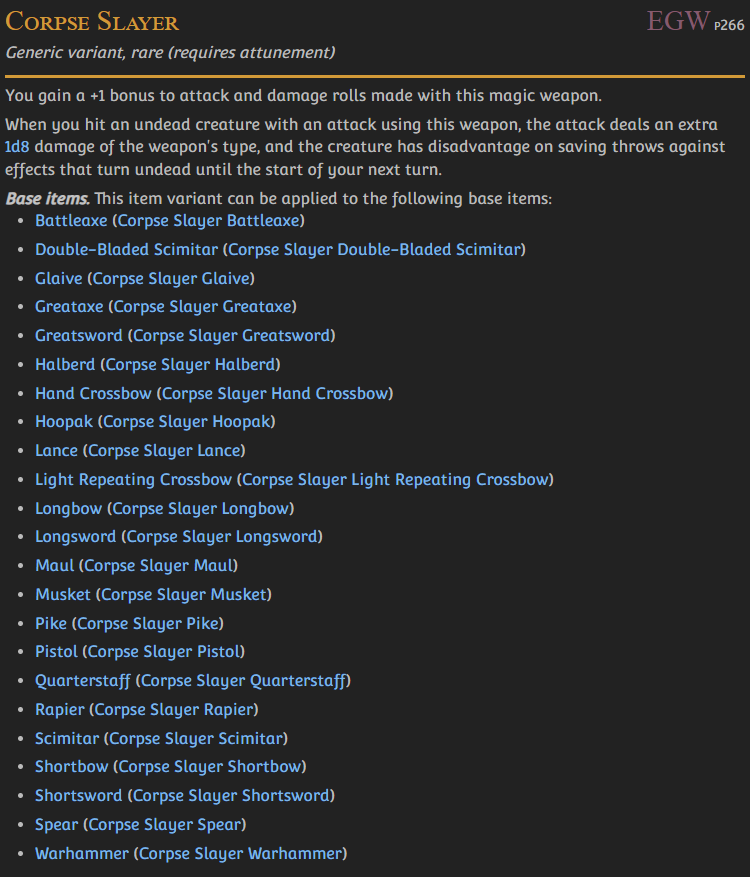 Corpse Slayer EGW P266
Generic variant, rare (requires attunement)
You gain a +1 bonus to attack and damage rolls made with this magic weapon.
When you hit an undead creature with an attack using this weapon, the attack deals an extra
1d8 damage of the weapon's type, and the creature has disadvantage on saving throws against
effects that turn undead until the start of your next turn.
Base items. This item variant can be applied to the following base items:
• Battleaxe (Corpse Slayer Battleaxe)
• Double-Bladed Scimitar (Corpse Slayer Double-Bladed Scimitar)
• Glaive (Corpse Slayer Glaive)
• Greataxe (Corpse Slayer Greataxe)
• Greatsword (Corpse Slayer Greatsword)
• Halberd (Corpse Slayer Halberd)
• Hand Crossbow (Corpse Slayer Hand Crossbow)
• Hoopak (Corpse Slayer Hoopak)
• Lance (Corpse Slayer Lance)
• Light Repeating Crossbow (Corpse Slayer Light Repeating Crossbow)
• Longbow (Corpse Slayer Longbow)
• Longsword (Corpse Slayer Longsword)
• Maul (Corpse Slayer Maul)
• Musket (Corpse Slayer Musket)
• Pike (Corpse Slayer Pike)
• Pistol (Corpse Slayer Pistol)
• Quarterstaff (Corpse Slayer Quarterstaff)
• Rapier (Corpse Slayer Rapier)
• Scimitar (Corpse Slayer Scimitar)
• Shortbow (Corpse Slayer Shortbow)
• Shortsword (Corpse Slayer Shortsword)
• Spear (Corpse Slayer Spear)
• Warhammer (Corpse Slayer Warhammer)